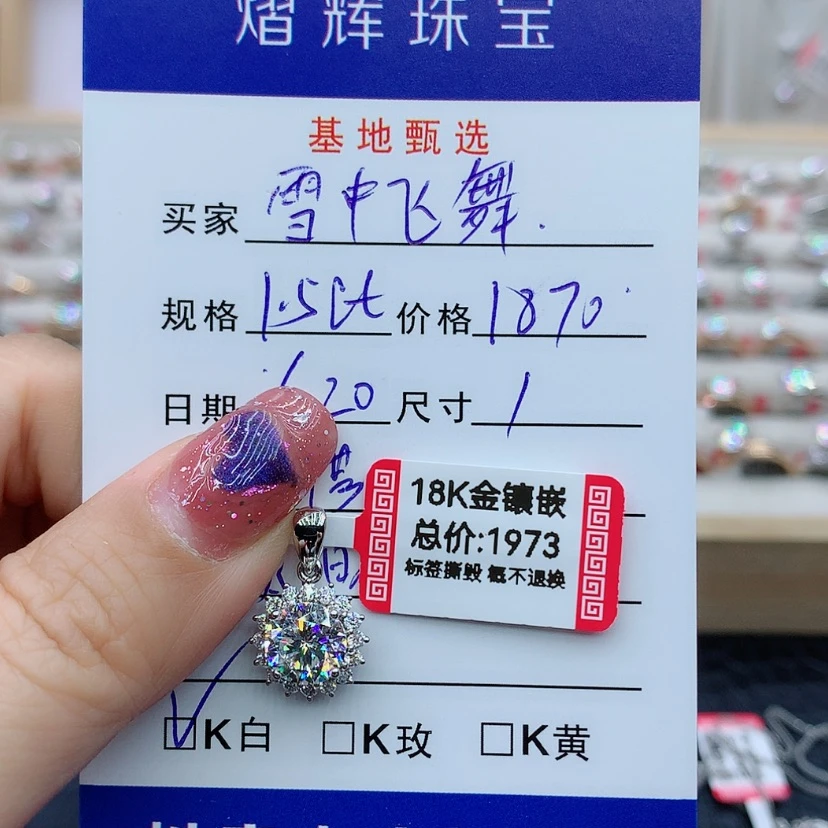 熠辉珠宝
基地甄选
买家 雪中飞舞.
规格 1.5ct 价格 1870
日期 1/20 尺寸 /
18K金镶嵌
总价:1973
标签撕毁 概不退换
K白 K玫 K黄